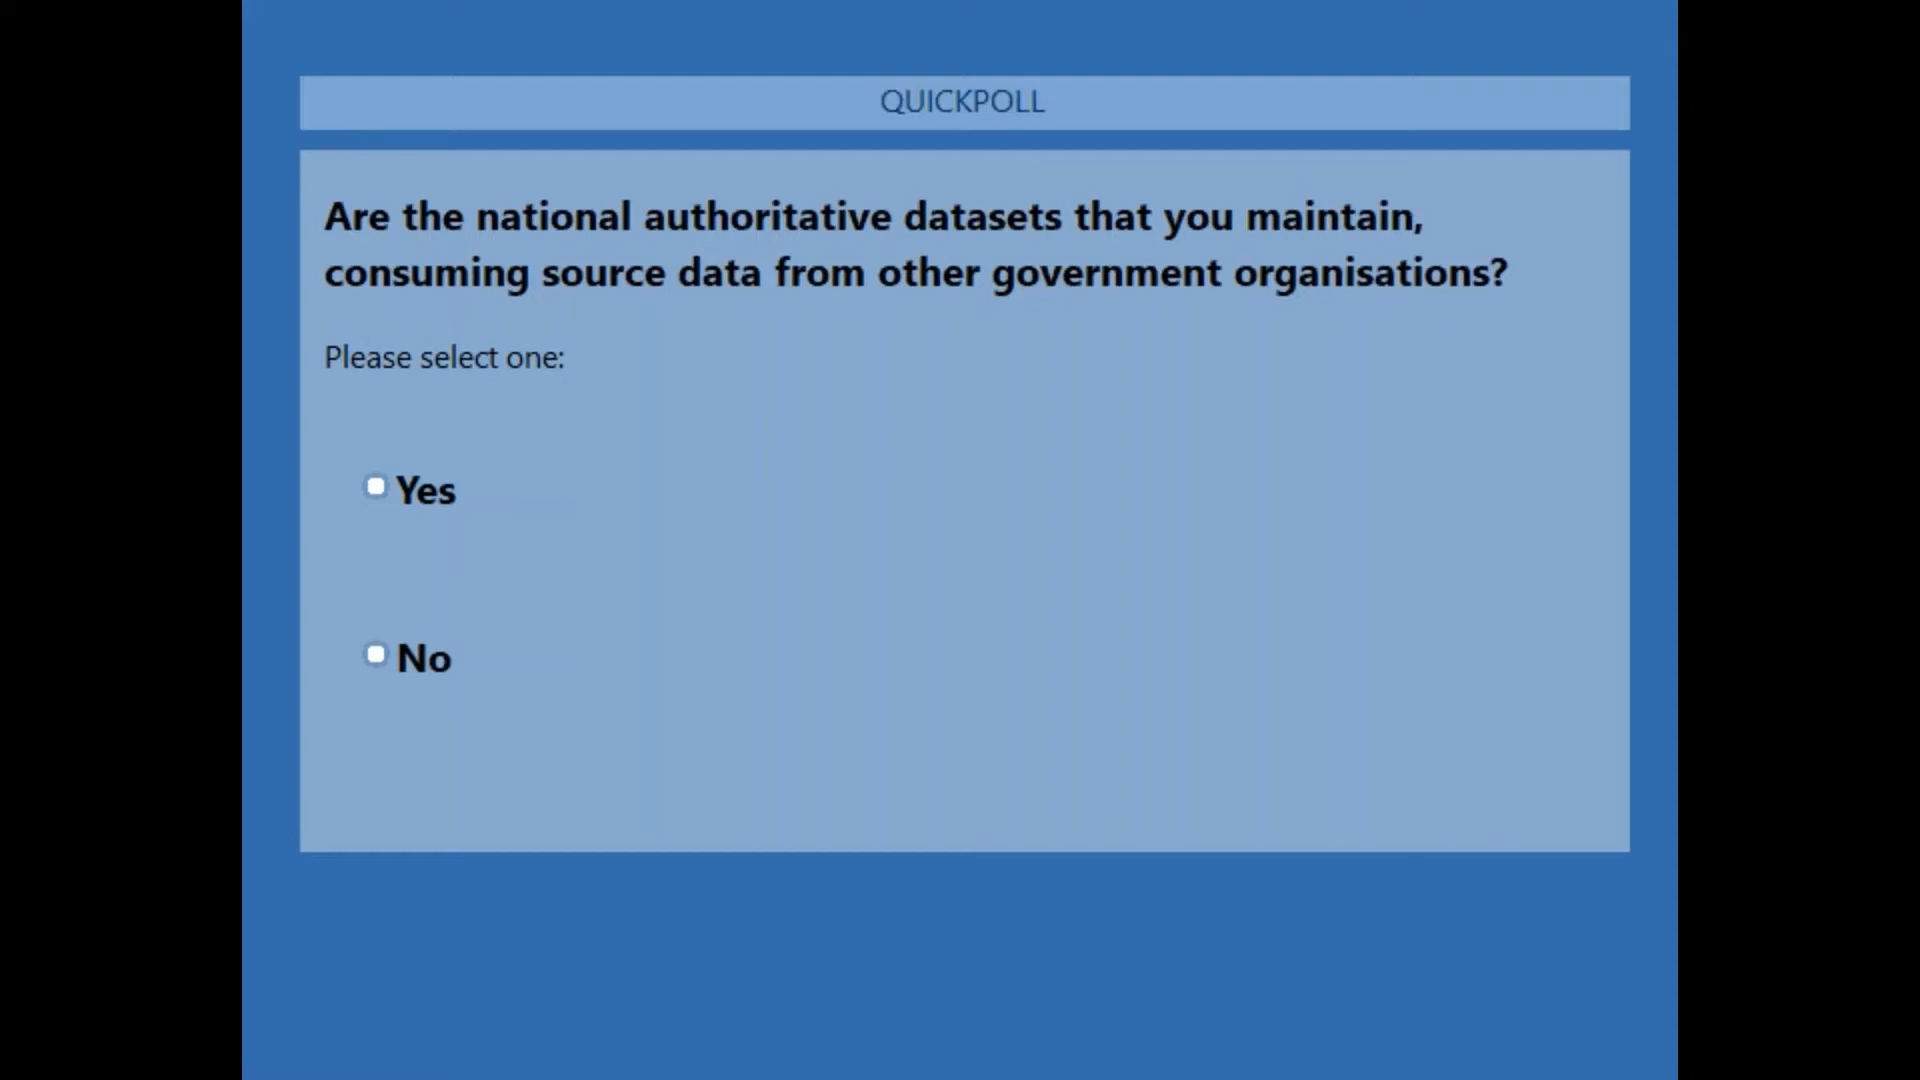 QUICKPOLL
Are the national authoritative datasets that you maintain,
consuming source data from other government organisations?
Please select one:
Yes
No